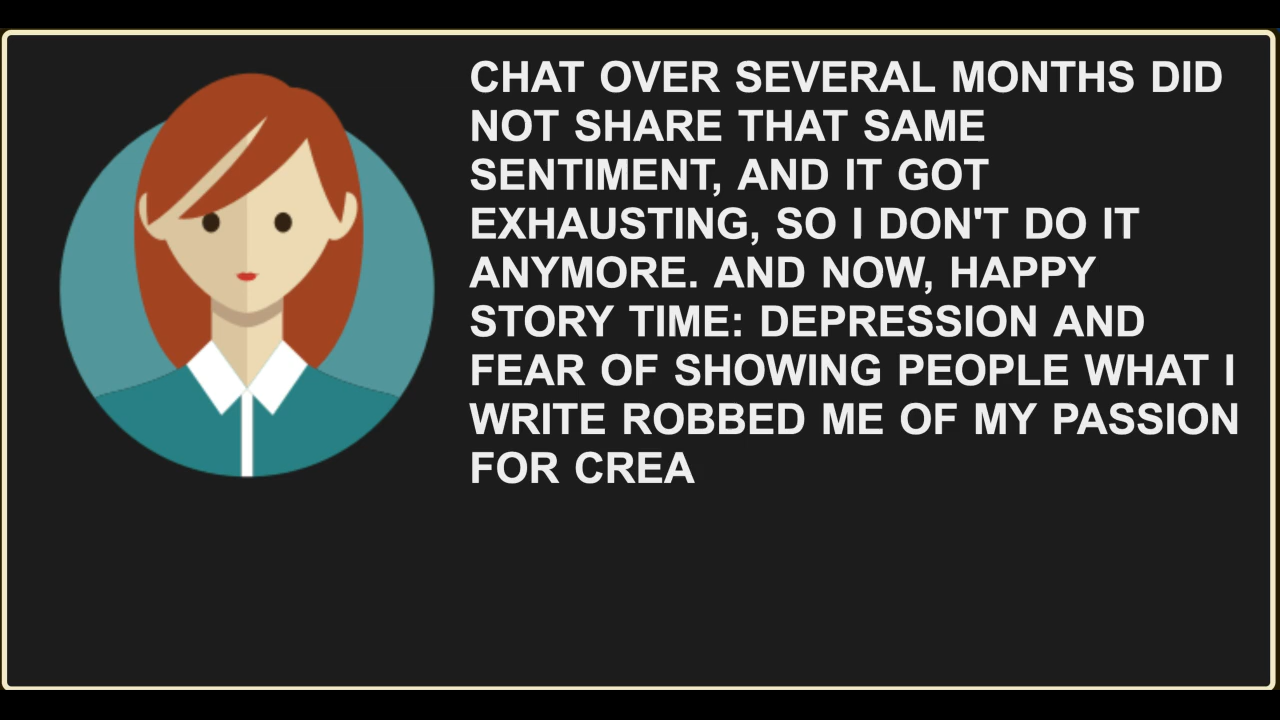 CHAT OVER SEVERAL MONTHS DID
NOT SHARE THAT SAME
SENTIMENT, AND IT GOT
EXHAUSTING, SO I DON'T DO IT
ANYMORE. AND NOW, HAPPY
STORY TIME: DEPRESSION AND
FEAR OF SHOWING PEOPLE WHAT I
WRITE ROBBED ME OF MY PASSION
FOR CREA